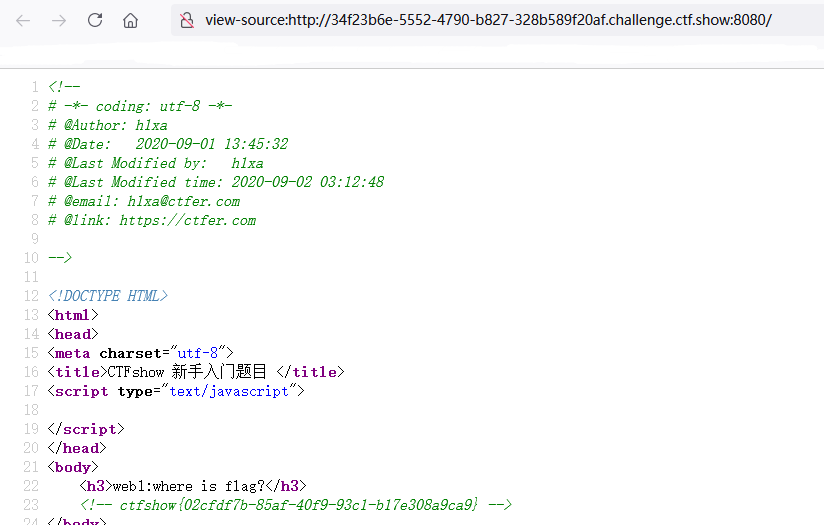 view-source:http://34f23b6e-5552-4790-b827-328b589f20af.challenge.ctf.show:8080/
1 <!--
2 # -*- coding: utf-8 -*-
3 # @Author: h1xa
4 # @Date:   2020-09-01 13:45:32
5 # @Last Modified by:   h1xa
6 # @Last Modified time: 2020-09-02 03:12:48
7 # @email: h1xa@ctfer.com
8 # @link: https://ctfer.com
9
10 -->
11
12 <!DOCTYPE HTML>
13 <html>
14 <head>
15 <meta charset="utf-8">
16 <title>CTFshow 新手入门题目 </title>
17 <script type="text/javascript">
18
19 </script>
20 </head>
21 <body>
22     <h3>web1:where is flag?</h3>
23     <!-- ctfshow{02cfdf7b-85af-40f9-93c1-b17e308a9ca9} -->
24 </body>